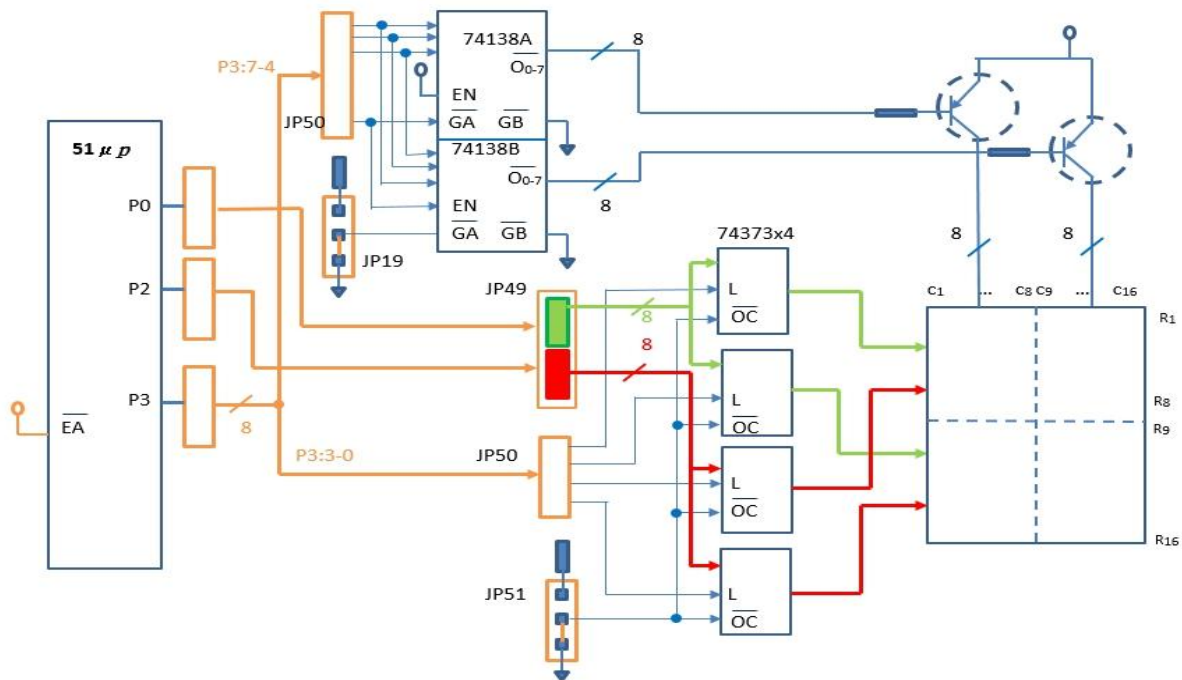 74138A
8
O0-7
P3:7-4
EN
JP50
GA
GB
51 μ p
74138B
O0-7
8
P0
EN
GA
GB
JP19
74373x4
8
8
P2
JP49
L
8
OC
C1
...
C8
C9
...
C16
R1
8
P3
L
R8
EA
8
OC
R9
P3:3-0
JP50
L
OC
R16
JP51
L
OC